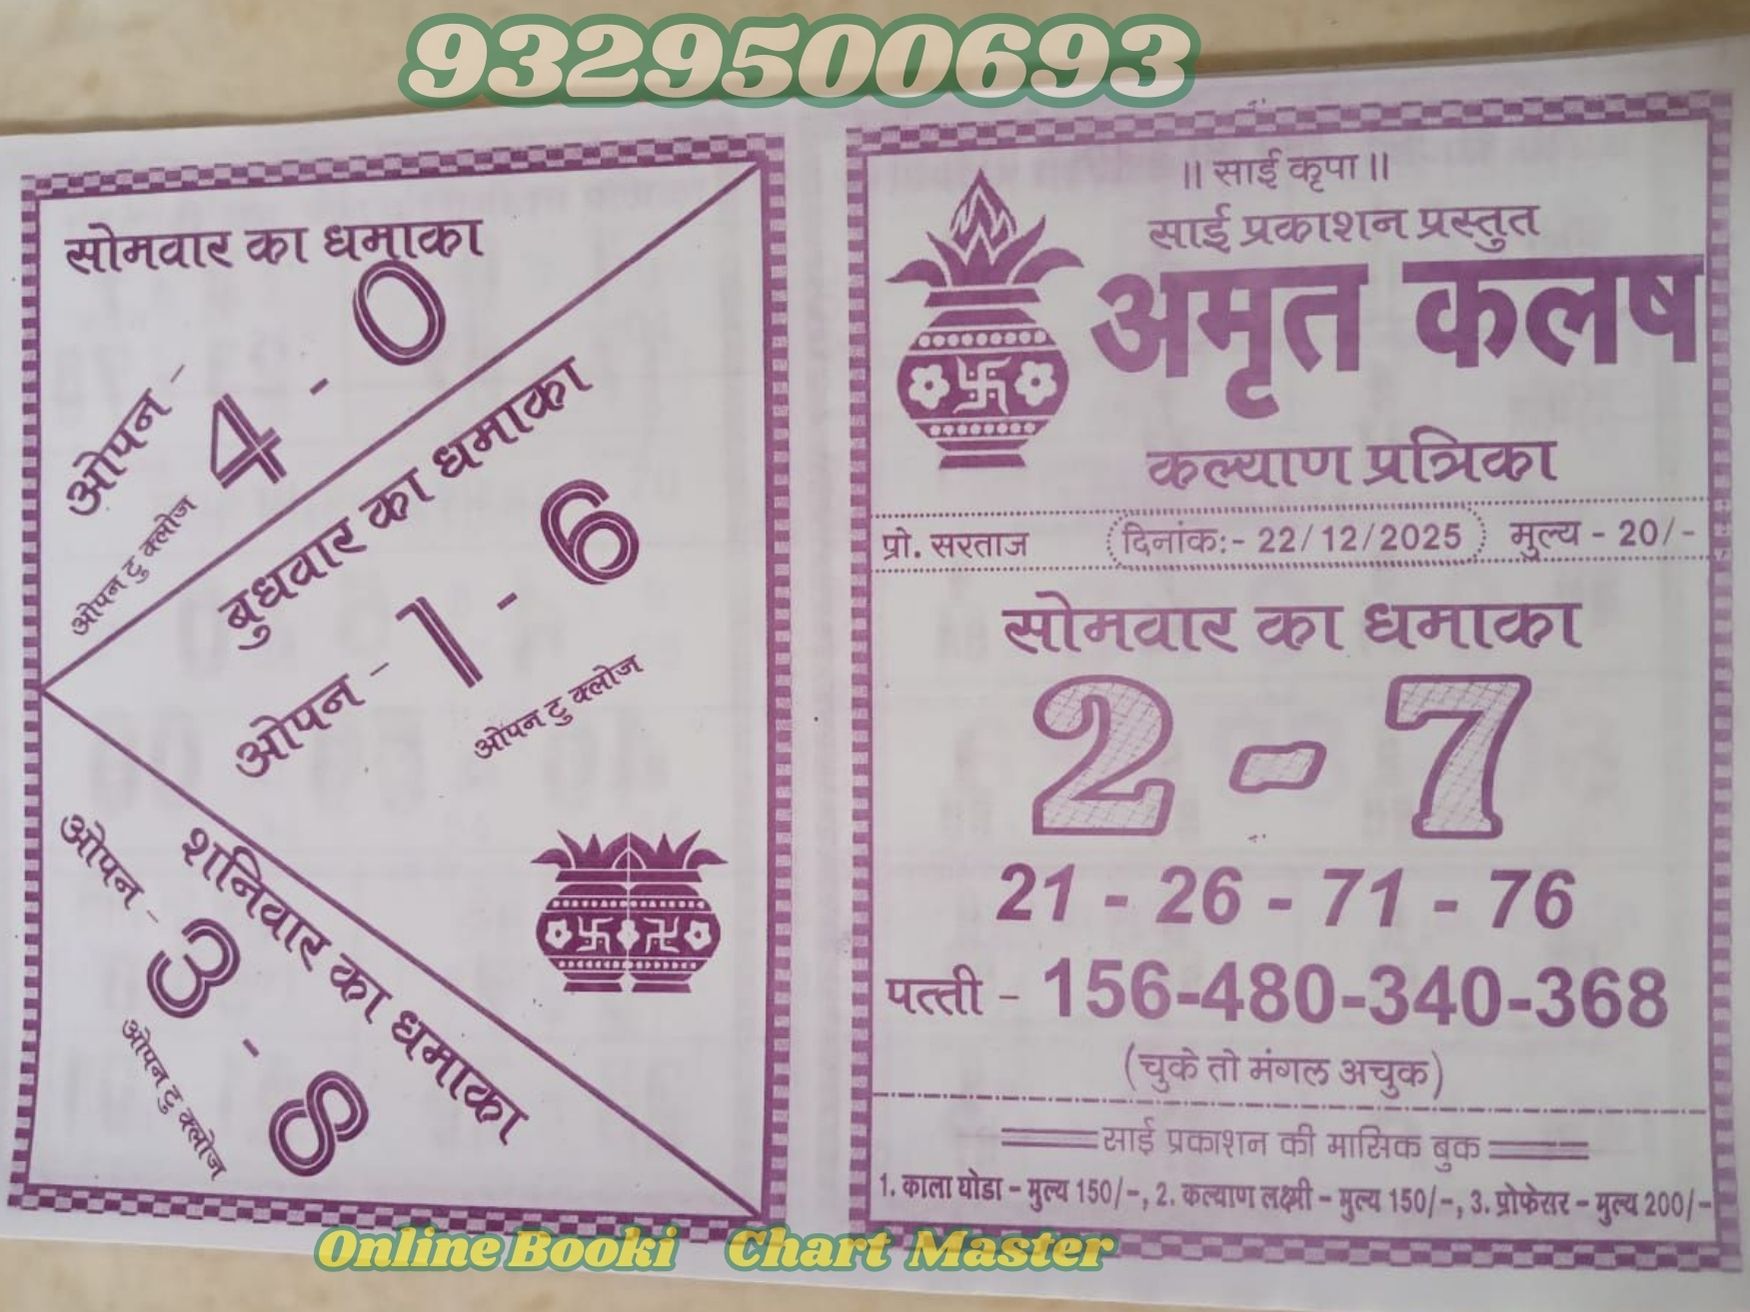 9329500693
सोमवार का धमाका
ओपन - 4 - 0
ओपन टु क्लोज
बुधवार का धमाका
ओपन - 1 - 6
ओपन टु क्लोज
शनिवार का धमाका
ओपन - 3 - 8
ओपन टु क्लोज
॥ साई कृपा ॥
साई प्रकाशन प्रस्तुत
अमृत कलष
कल्याण प्रत्रिका
प्रो. सरताज दिनांक:- 22/12/2025 मुल्य - 20/-
सोमवार का धमाका
2 - 7
21 - 26 - 71 - 76
पत्ती - 156-480-340-368
(चुके तो मंगल अचुक)
साई प्रकाशन की मासिक बुक
1. काला घोडा - मुल्य 150/-, 2. कल्याण लक्ष्मी - मुल्य 150/-, 3. प्रोफेसर - मुल्य 200/-
Online Booki Chart Master